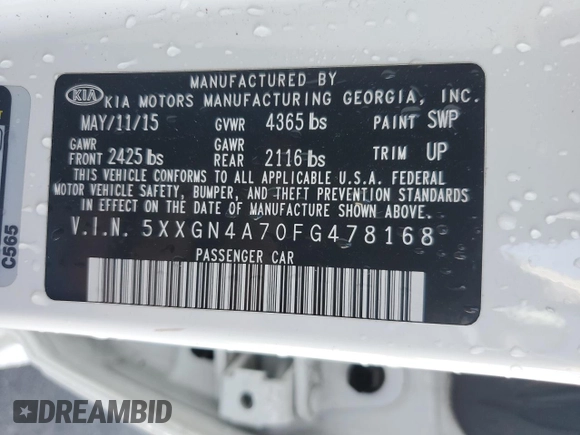 MANUFACTURED BY
KIA KIA MOTORS MANUFACTURING GEORGIA, INC.
MAY/11/15 GVWR 4365 lbs PAINT SWP
GAWR FRONT 2425 lbs GAWR REAR 2116 lbs TRIM UP
THIS VEHICLE CONFORMS TO ALL APPLICABLE U.S.A. FEDERAL
MOTOR VEHICLE SAFETY, BUMPER, AND THEFT PREVENTION STANDARDS
IN EFFECT ON THE DATE OF MANUFACTURE SHOWN ABOVE.
V.I.N. 5XXGN4A70FG478168
PASSENGER CAR
C565
DREAMBID